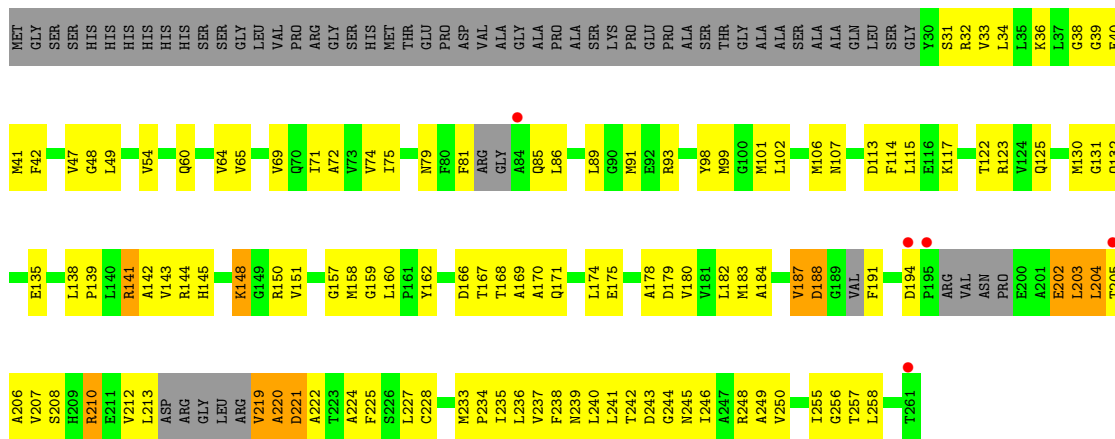 MET GLY SER SER HIS HIS HIS HIS HIS HIS SER SER GLY LEU VAL PRO ARG GLY SER HIS MET THR GLU PRO ASP VAL ALA GLY ALA PRO ALA SER LYS PRO GLU PRO ALA SER THR GLY ALA ALA SER ALA ALA GLN LEU SER GLY Y30 S31 R32 V33 L34 L35 K36 L37 G38 G39
M41 F42 V47 G48 L49 V54 Q60 V64 V65 V69 Q70 I71 A72 V73 V74 I75 N79 F80 F81 ARG GLY A84 Q85 L86 L89 G90 M91 E92 R93 Y98 M99 G100 M101 L102 M106 N107 D113 F114 L115 E116 K117 T122 R123 V124 Q125 M130 G131
E135 L138 P139 L140 R141 A142 V143 R144 H145 K148 G149 R150 V151 G157 M158 G159 L160 P161 Y162 D166 T167 T168 A169 A170 Q171 L174 E175 A178 D179 V180 V181 L182 M183 A184 V187 D188 G189 VAL F191 D194 P195 ARG VAL ASN PRO E200 A201 E202 L203 L204 T205
A206 V207 S208 H209 R210 E211 V212 L213 ASP ARG GLY LEU ARG V219 A220 D221 A222 T223 A224 F225 S226 L227 C228 M233 P234 I235 L236 V237 F238 N239 L240 L241 T242 D243 G244 N245 I246 A247 R248 A249 V250 I255 G256 T257 L258 T261